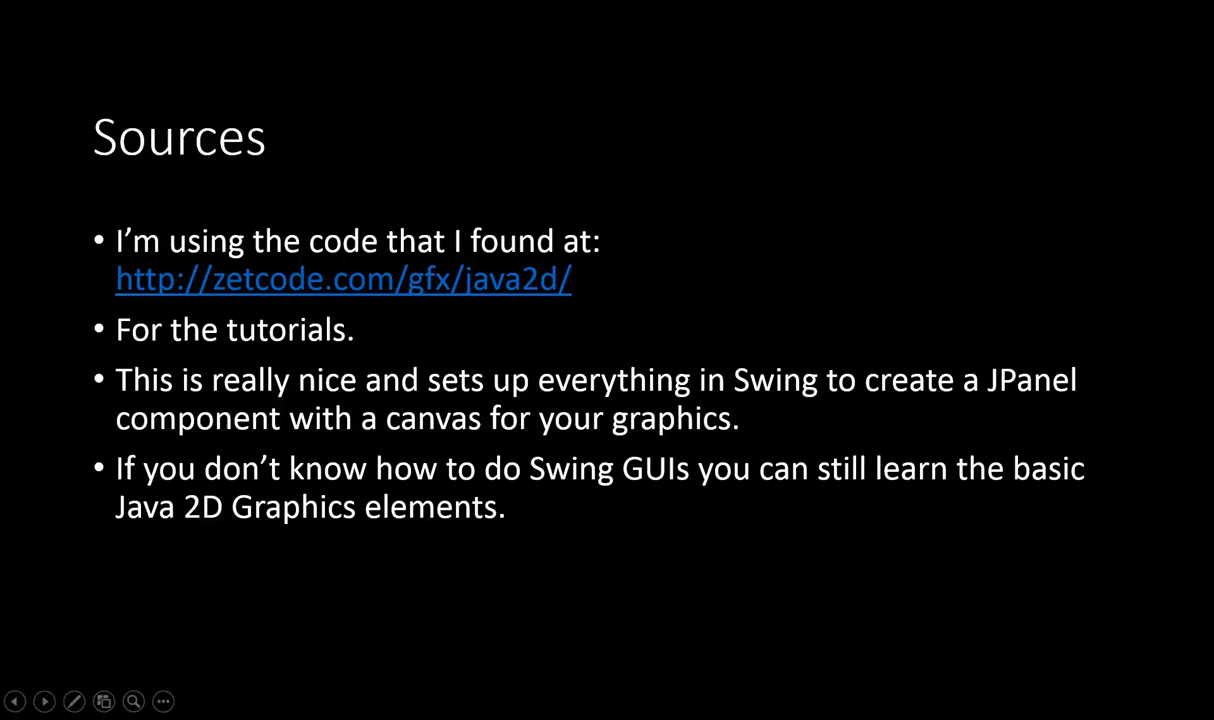 Sources
• I’m using the code that I found at:
http://zetcode.com/gfx/java2d/
• For the tutorials.
• This is really nice and sets up everything in Swing to create a JPanel
component with a canvas for your graphics.
• If you don’t know how to do Swing GUIs you can still learn the basic
Java 2D Graphics elements.